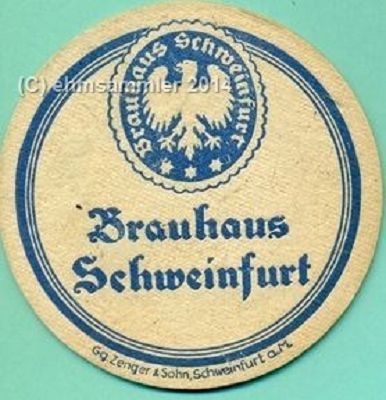 Brauhaus Schweinfurt
(C) ehmsammler 2014
Brauhaus
Schweinfurt
Gg. Zenger & Sohn, Schweinfurt a.M.